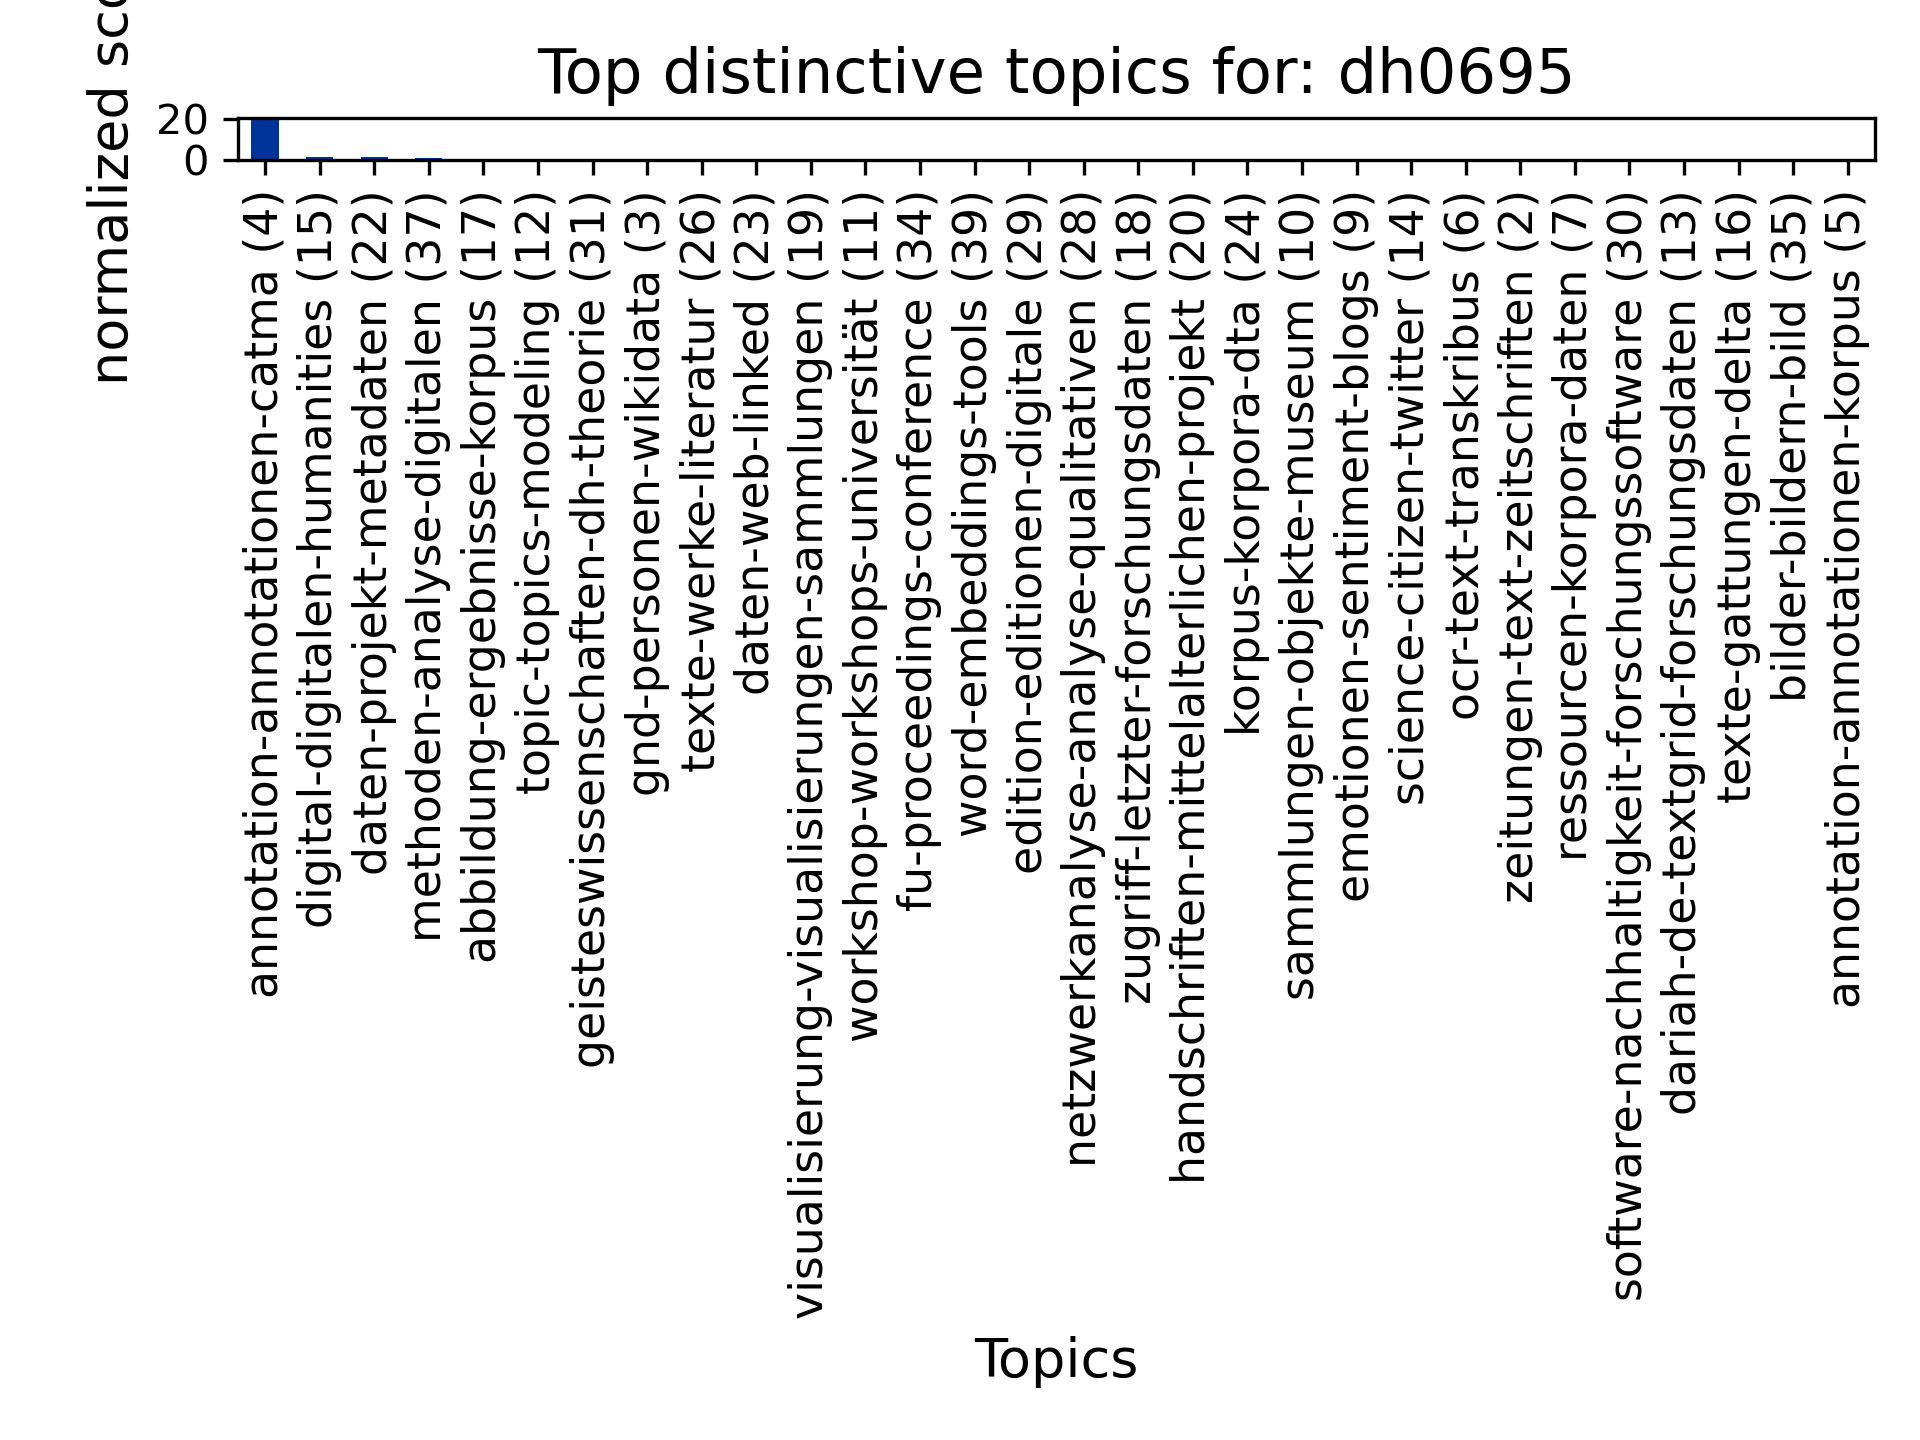 Top distinctive topics for: dh0695
normalized
20
0
annotation-annotationen-catma (4)
digital-digitalen-humanities (15)
daten-projekt-metadaten (22)
methoden-analyse-digitalen (37)
abbildung-ergebnisse-korpus (17)
topic-topics-modeling (12)
geisteswissenschaften-dh-theorie (31)
gnd-personen-wikidata (3)
texte-werke-literatur (26)
daten-web-linked (23)
visualisierung-visualisierungen-sammlungen (19)
workshop-workshops-universität (11)
fu-proceedings-conference (34)
word-embeddings-tools (39)
edition-editionen-digitale (29)
netzwerkanalyse-analyse-qualitativen (28)
zugriff-letzter-forschungsdaten (18)
handschriften-mittelalterlichen-projekt (20)
korpus-korpora-dta (24)
sammlungen-objekte-museum (10)
emotionen-sentiment-blogs (9)
science-citizen-twitter (14)
ocr-text-transkribus (6)
zeitungen-text-zeitschriften (2)
ressourcen-korpora-daten (7)
software-nachhaltigkeit-forschungssoftware (30)
dariah-de-textgrid-forschungsdaten (13)
texte-gattungen-delta (16)
bilder-bildern-bild (35)
annotation-annotationen-korpus (5)
Topics